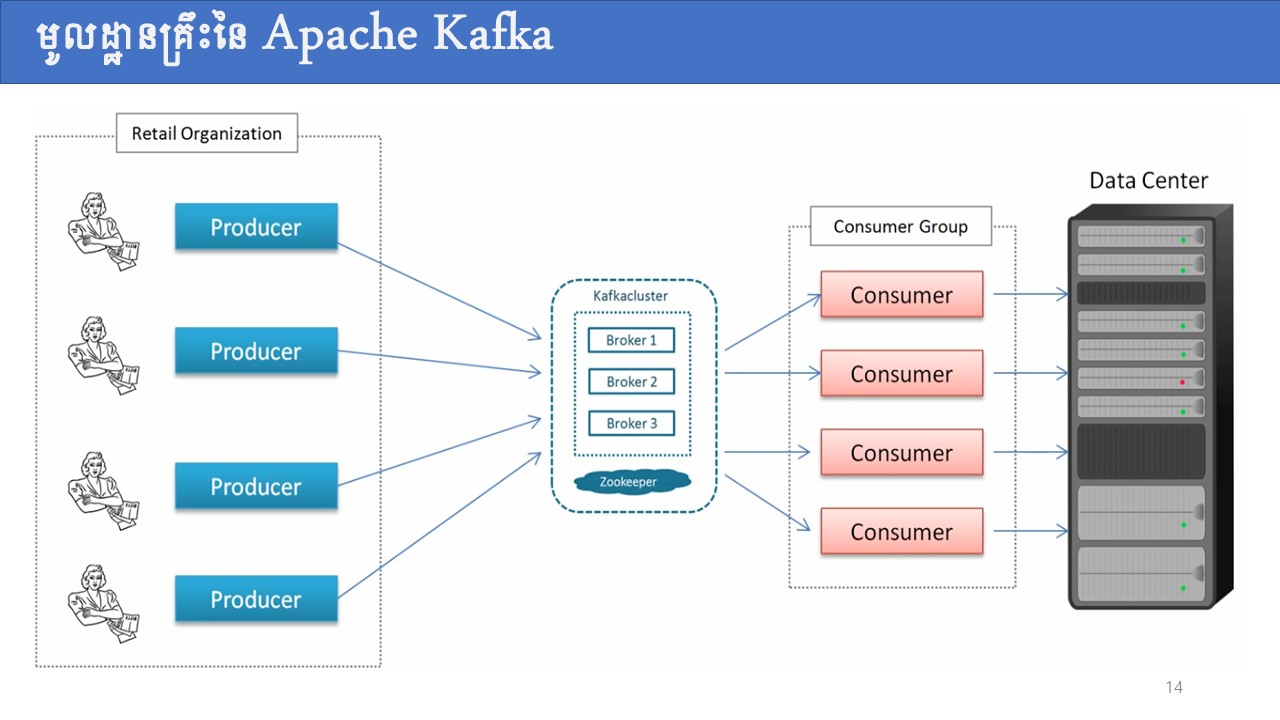 មូលដ្ឋានគ្រឹះនៃ Apache Kafka
Retail Organization
Producer
Producer
Producer
Producer
Kafkacluster
Broker 1
Broker 2
Broker 3
Zookeeper
Consumer Group
Consumer
Consumer
Consumer
Consumer
Data Center
14